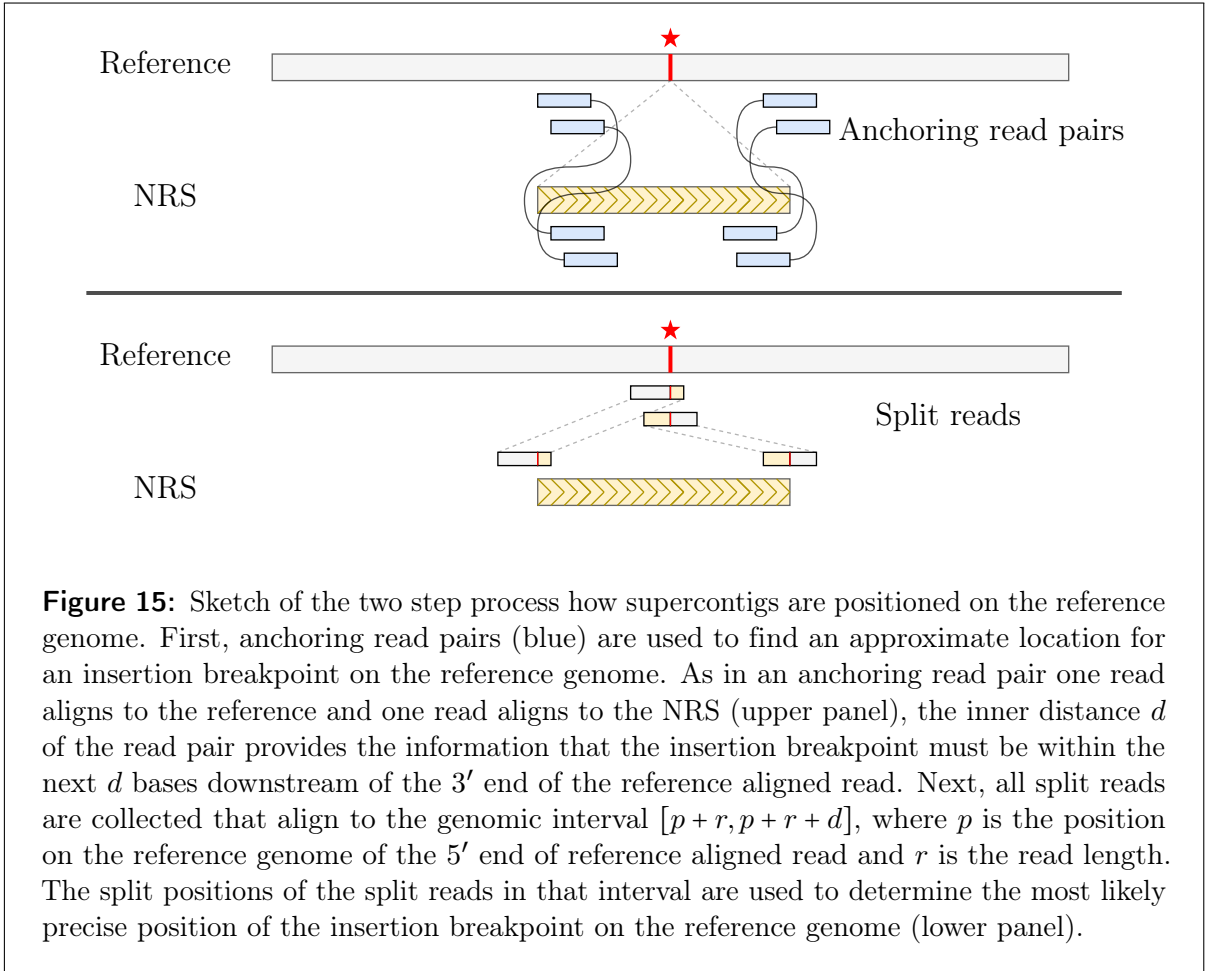 Reference
Anchoring read pairs
NRS
Reference
Split reads
NRS
Figure 15: Sketch of the two step process how supercontigs are positioned on the reference
genome. First, anchoring read pairs (blue) are used to find an approximate location for
an insertion breakpoint on the reference genome. As in an anchoring read pair one read
aligns to the reference and one read aligns to the NRS (upper panel), the inner distance d
of the read pair provides the information that the insertion breakpoint must be within the
next d bases downstream of the 3′ end of the reference aligned read. Next, all split reads
are collected that align to the genomic interval [p + r, p + r + d], where p is the position
on the reference genome of the 5′ end of reference aligned read and r is the read length.
The split positions of the split reads in that interval are used to determine the most likely
precise position of the insertion breakpoint on the reference genome (lower panel).